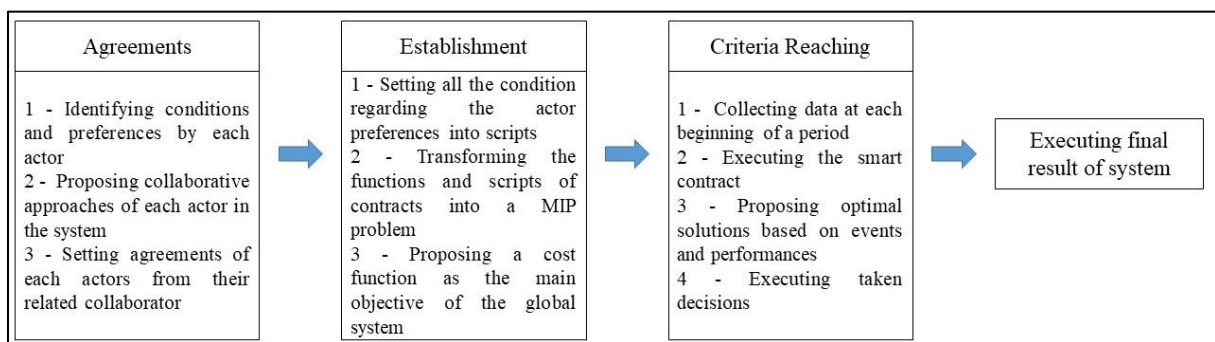 Agreements
1 - Identifying conditions
and preferences by each
actor
2 - Proposing collaborative
approaches of each actor in
the system
3 - Setting agreements of
each actors from their
related collaborator
Establishment
1 - Setting all the condition
regarding the actor
preferences into scripts
2 - Transforming the
functions and scripts of
contracts into a MIP
problem
3 - Proposing a cost
function as the main
objective of the global
system
Criteria Reaching
1 - Collecting data at each
beginning of a period
2 - Executing the smart
contract
3 - Proposing optimal
solutions based on events
and performances
4 - Executing taken
decisions
Executing final
result of system